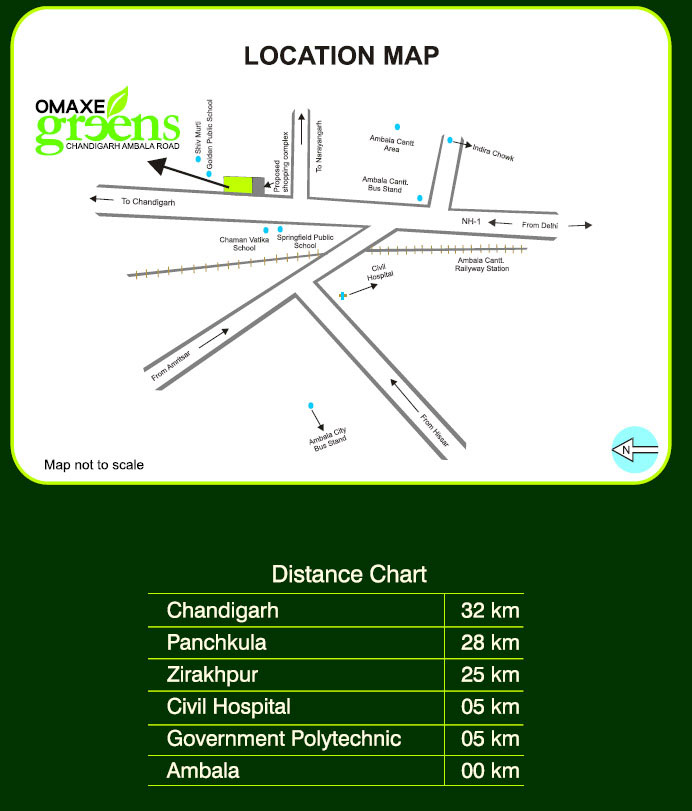 LOCATION MAP
OMAXE
greens
CHANDIGARH AMBALA ROAD
Shiv Murti
Golden Public School
Proposed
shopping complex
To Narayangarh
Ambala Cantt
Area
Indira Chowk
Ambala Cantt.
Bus Stand
To Chandigarh
NH-1
From Delhi
Chaman Vatika
School
Springfield Public
School
Civil
Hospital
Ambala Cantt.
Raileyway Station
From Amritsar
From Hissar
Ambala City
Bus Stand
N
Map not to scale
Distance Chart
Chandigarh 32 km
Panchkula 28 km
Zirakhpur 25 km
Civil Hospital 05 km
Government Polytechnic 05 km
Ambala 00 km